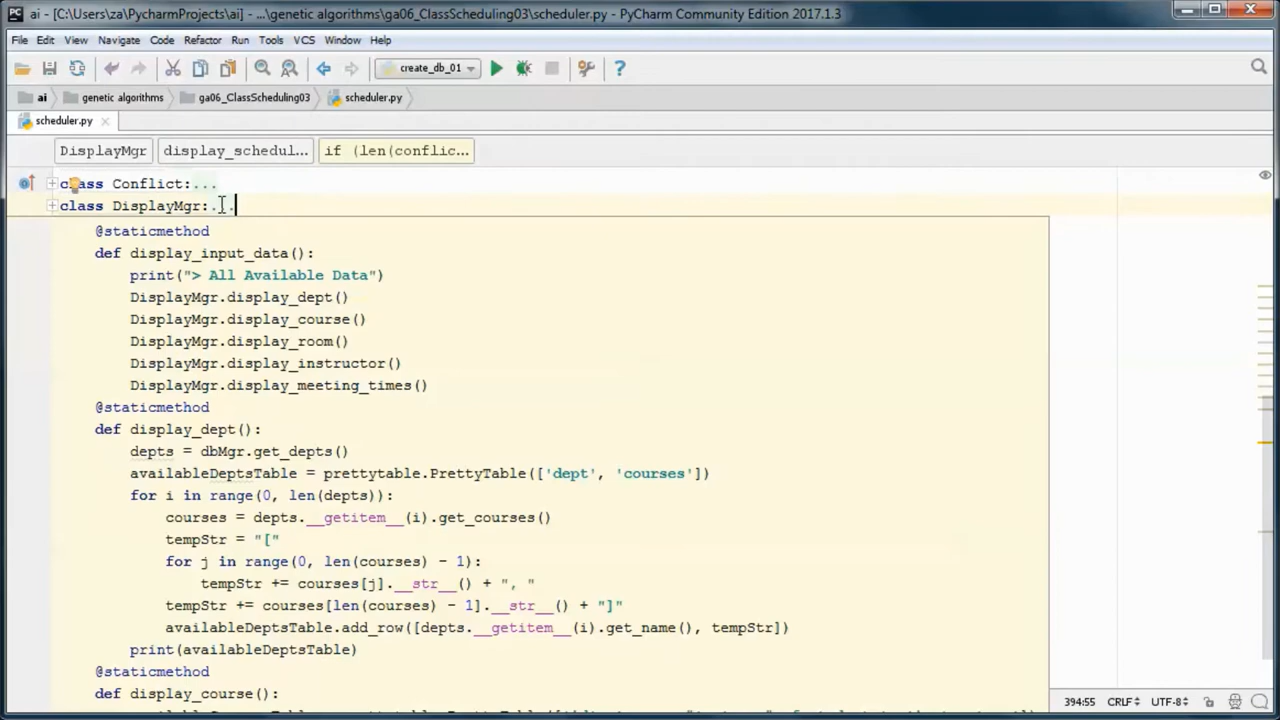 ai - [C:\Users\za\PycharmProjects\ai] - ...\genetic algorithms\ga06_ClassScheduling03\scheduler.py - PyCharm Community Edition 2017.1.3
File Edit View Navigate Code Refactor Run Tools VCS Window Help
create_db_01
ai genetic algorithms ga06_ClassScheduling03 scheduler.py
scheduler.py
DisplayMgr display_schedul... if (len(conflic...
class Conflict:...
class DisplayMgr:...
@staticmethod
def display_input_data():
print("> All Available Data")
DisplayMgr.display_dept()
DisplayMgr.display_course()
DisplayMgr.display_room()
DisplayMgr.display_instructor()
DisplayMgr.display_meeting_times()
@staticmethod
def display_dept():
depts = dbMgr.get_depts()
availableDeptsTable = prettytable.PrettyTable(['dept', 'courses'])
for i in range(0, len(depts)):
courses = depts.__getitem__(i).get_courses()
tempStr = "["
for j in range(0, len(courses) - 1):
tempStr += courses[j].__str__() + ", "
tempStr += courses[len(courses) - 1].__str__() + "]"
availableDeptsTable.add_row([depts.__getitem__(i).get_name(), tempStr])
print(availableDeptsTable)
@staticmethod
def display_course():
394:55 CRLF UTF-8